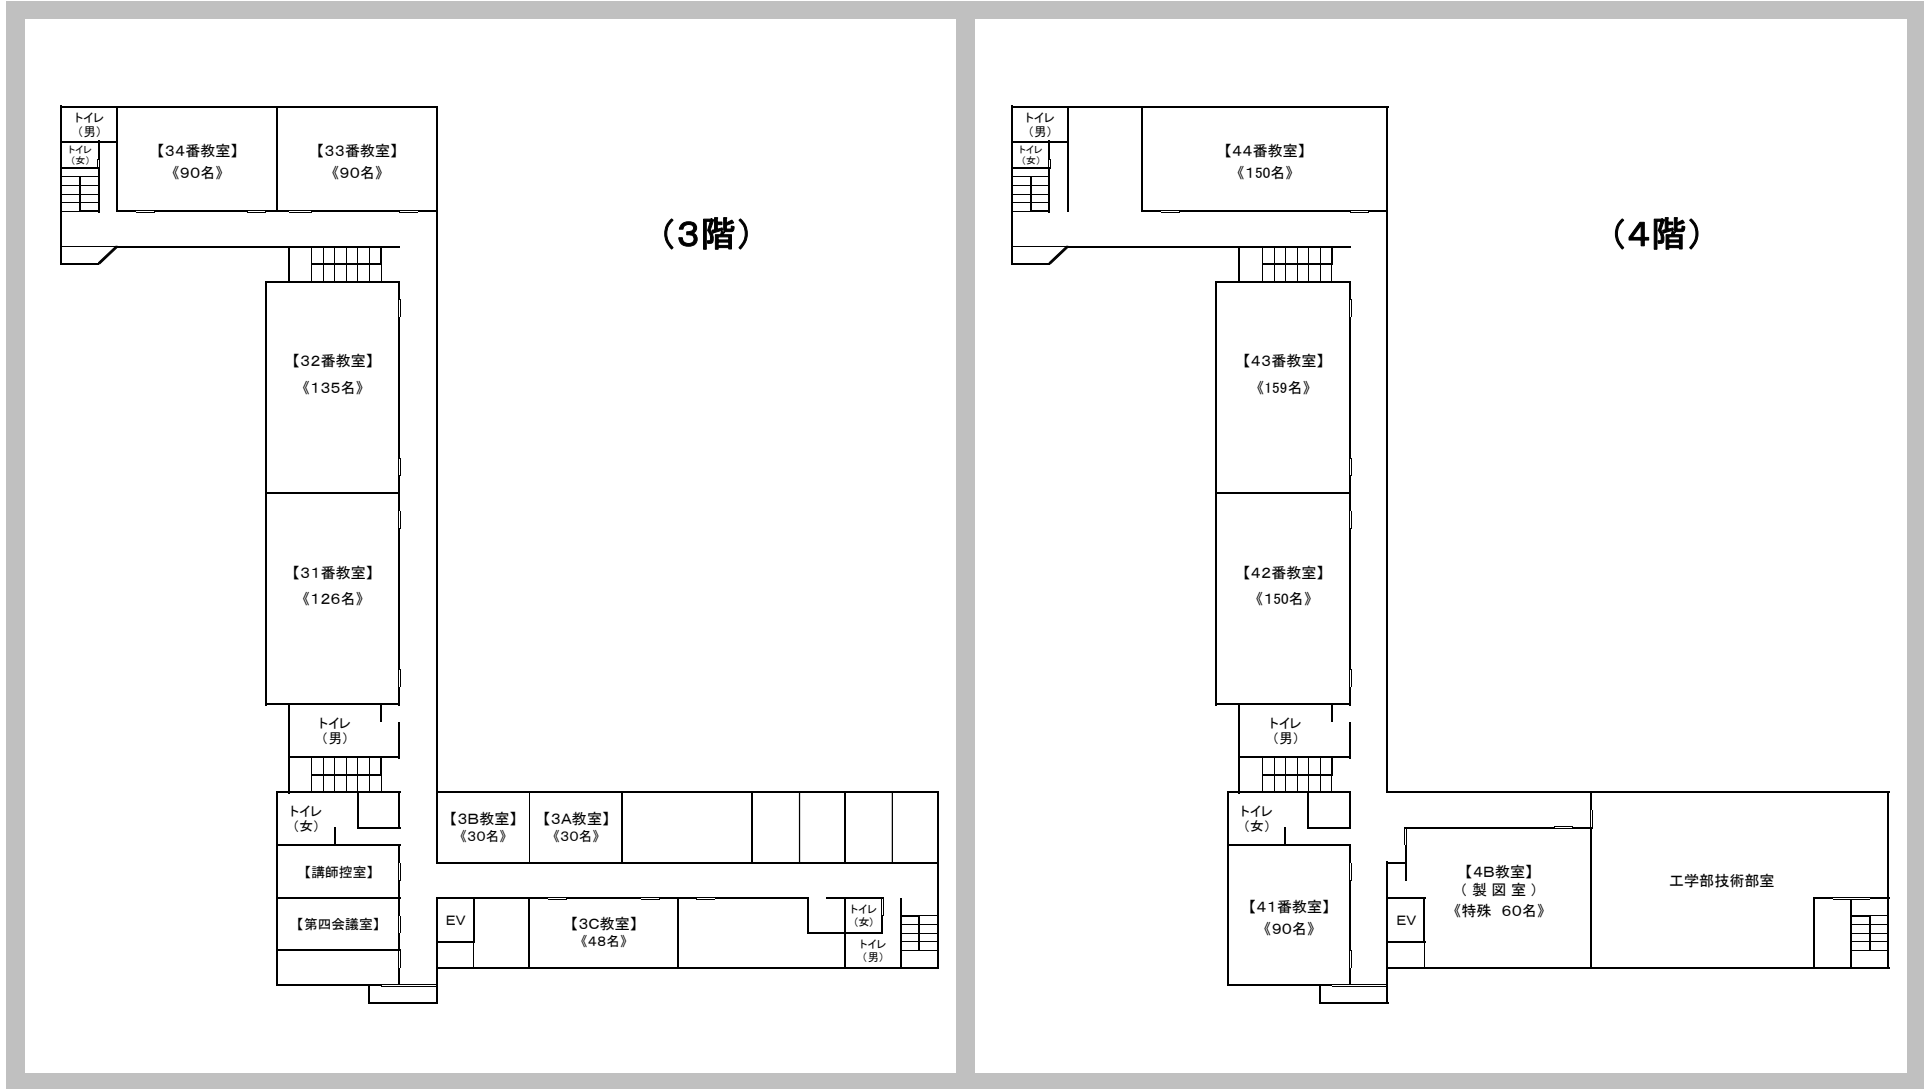 (3階)
トイレ
(男)
トイレ
(女)
【34番教室】
《90名》
【33番教室】
《90名》
【32番教室】
《135名》
【31番教室】
《126名》
トイレ
(男)
トイレ
(女)
【講師控室】
【第四会議室】
【3B教室】
《30名》
【3A教室】
《30名》
EV
【3C教室】
《48名》
トイレ
(女)
トイレ
(男)
(4階)
トイレ
(男)
トイレ
(女)
【44番教室】
《150名》
【43番教室】
《159名》
【42番教室】
《150名》
トイレ
(男)
トイレ
(女)
【41番教室】
《90名》
EV
【4B教室】
(製図室)
《特殊 60名》
工学部技術部室